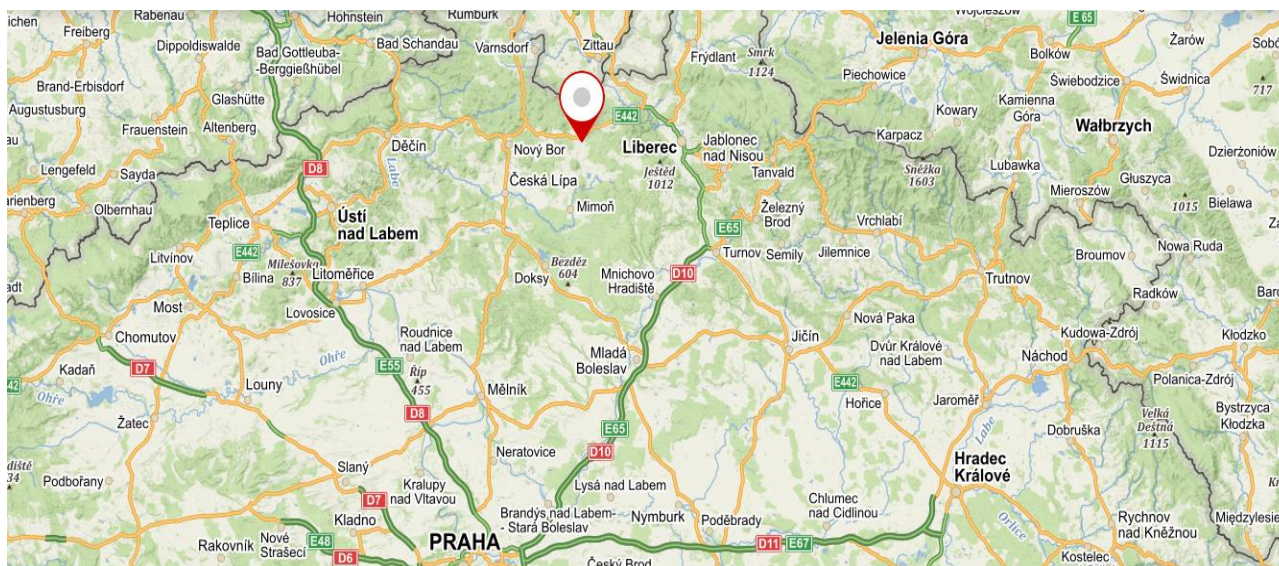 Rabenau
Hohnstein
Rumburk
Wojcieszów
E 65
Freiberg
Dippoldiswalde
Bad Gottleuba-
-Berggießhübel
Bad Schandau
Varnsdorf
Zittau
Frýdlant
Smrk
1124
Jelenia Góra
Bolków
Żarów
Brand-Erbisdorf
Glashütte
Piechowice
Świebodzice
Świdnica
717
Augustusburg
Frauenstein
Altenberg
Děčín
Labe
E442
Kowary
Kamienna
Góra
Wałbrzych
Karpacz
Nový Bor
Liberec
Jablonec
nad Nisou
Dzierżoniów
Lengefeld
Sayda
D8
Ještěd
1012
Tanvald
Sněžka
1603
Lubawka
Głuszyca
Česká Lípa
Mieroszów
1015
Bielawa
Olbernhau
Mimoň
Železný
Brod
Vrchlabí
Teplice
Ústí
nad Labem
E65
Nowa Ruda
E442
Turnov
Semily
Jilemnice
Broumov
Litvínov
Bílina
Milešovka
837
Litoměřice
Bezděz
604
Doksy
Mnichovo
Hradiště
D10
Trutnov
Radków
Most
Lovosice
Nová Paka
Chomutov
Roudnice
nad Labem
Jičín
Kudowa-Zdrój
Kłodzko
Ohře
Dvůr Králové
nad Labem
Náchod
Kadaň
D7
E55
Mladá
Boleslav
Polanica-Zdrój
Louny
Říp
455
Mělník
E442
Ohře
Hořice
Jaroměř
Žatec
D8
Labe
Velká
Deštná
1115
Bystrzyca
Kłodzka
E65
Dobruška
D10
Neratovice
Hradec
Králové
34
Slaný
Podbořany
Kralupy
nad Vltavou
Lysá nad Labem
Chlumec
nad Cidlinou
D7
Brandýs nad Labem-
- Stará Boleslav
Nymburk
Poděbrady
Orlice
Rychnov
nad Kněžnou
Międzylesie
Kladno
Nové
Strašecí
E48
PRAHA
D11
E67
Rakovník
D6
Český Brod
Kostelec